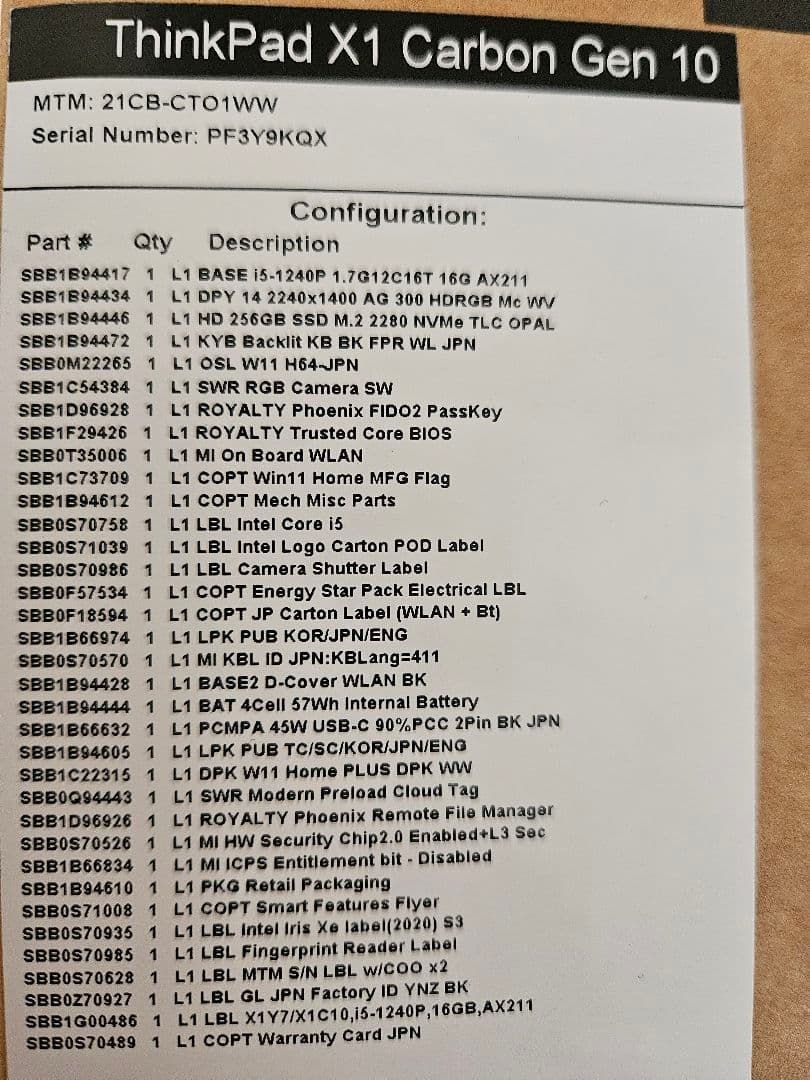 ThinkPad X1 Carbon Gen 10
MTM: 21CB-CTO1WW
Serial Number: PF3Y9KQX
Configuration:
Part # Qty Description
SBB1B94417 1 L1 BASE i5-1240P 1.7G12C16T 16G AX211
SBB1B94434 1 L1 DPY 14 2240x1400 AG 300 HDRGB Mc WV
SBB1B94446 1 L1 HD 256GB SSD M.2 2280 NVMe TLC OPAL
SBB1B94472 1 L1 KYB Backlit KB BK FPR WL JPN
SBB0M22265 1 L1 OSL W11 H64-JPN
SBB1C54384 1 L1 SWR RGB Camera SW
SBB1D96928 1 L1 ROYALTY Phoenix FIDO2 PassKey
SBB1F29426 1 L1 ROYALTY Trusted Core BIOS
SBB0T35006 1 L1 MI On Board WLAN
SBB1C73709 1 L1 COPT Win11 Home MFG Flag
SBB1B94612 1 L1 COPT Mech Misc Parts
SBB0S70758 1 L1 LBL Intel Core i5
SBB0S71039 1 L1 LBL Intel Logo Carton POD Label
SBB0S70986 1 L1 LBL Camera Shutter Label
SBB0F57534 1 L1 COPT Energy Star Pack Electrical LBL
SBB0F18594 1 L1 COPT JP Carton Label (WLAN + Bt)
SBB1B66974 1 L1 LPK PUB KOR/JPN/ENG
SBB0S70570 1 L1 MI KBL ID JPN:KBLang=411
SBB1B94428 1 L1 BASE2 D-Cover WLAN BK
SBB1B94444 1 L1 BAT 4Cell 57Wh Internal Battery
SBB1B66632 1 L1 PCMPA 45W USB-C 90%PCC 2Pin BK JPN
SBB1B94605 1 L1 LPK PUB TC/SC/KOR/JPN/ENG
SBB1C22315 1 L1 DPK W11 Home PLUS DPK WW
SBB0Q94443 1 L1 SWR Modern Preload Cloud Tag
SBB1D96926 1 L1 ROYALTY Phoenix Remote File Manager
SBB0S70526 1 L1 MI HW Security Chip2.0 Enabled+L3 Sec
SBB1B66834 1 L1 MI ICPS Entitlement bit - Disabled
SBB1B94610 1 L1 PKG Retail Packaging
SBB0S71008 1 L1 COPT Smart Features Flyer
SBB0S70935 1 L1 LBL Intel Iris Xe label(2020) S3
SBB0S70985 1 L1 LBL Fingerprint Reader Label
SBB0S70628 1 L1 LBL MTM S/N LBL w/COO x2
SBB0Z70927 1 L1 LBL GL JPN Factory ID YNZ BK
SBB1G00486 1 L1 LBL X1Y7/X1C10,i5-1240P,16GB,AX211
SBB0S70489 1 L1 COPT Warranty Card JPN